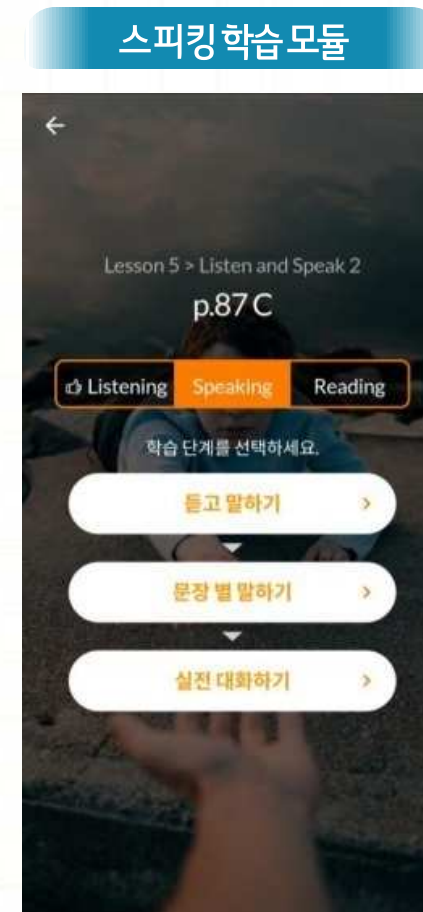 스피킹 학습 모듈
Lesson 5 > Listen and Speak 2
p.87 C
Listening Speaking Reading
학습 단계를 선택하세요.
듣고 말하기
문장 별 말하기
실전 대화하기